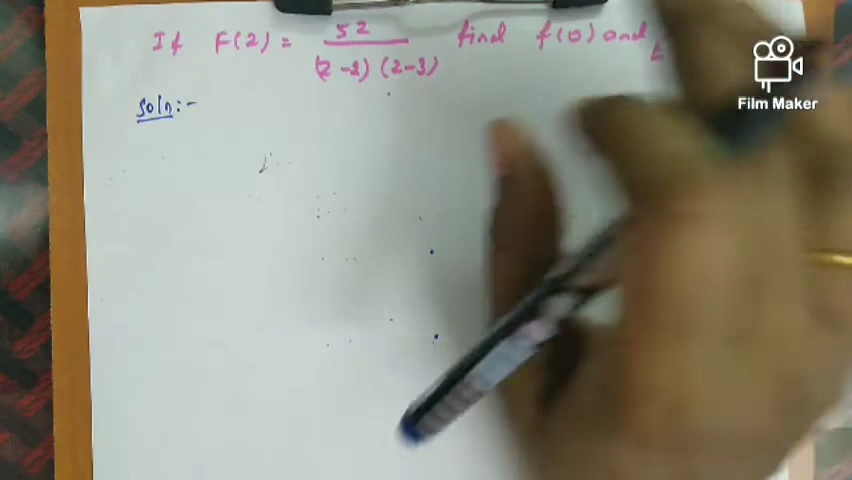 If F(z) = 5z / (z-2) (z-3) find f(0) and
Soln:-
Film Maker